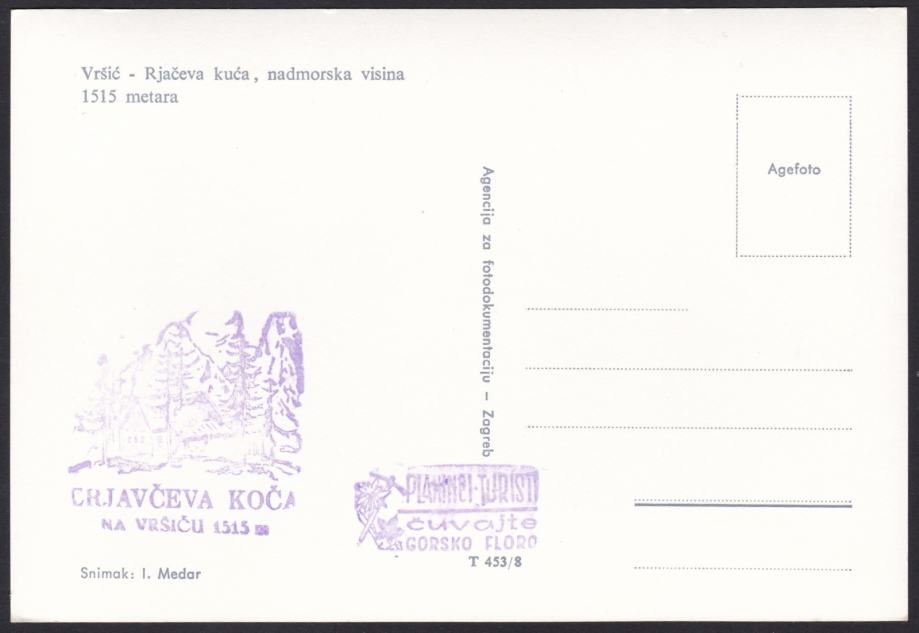 Vršić - Rjačeva kuća, nadmorska visina
1515 metara
Agefoto
Agencija za fotodokumentaciju – Zagreb
ERJAVČEVA KOČA
NA VRŠIČU 1515 m
PLANINCI-TURISTI
čuvajte
GORSKO FLORO
T 453/8
Snimak: I. Medar